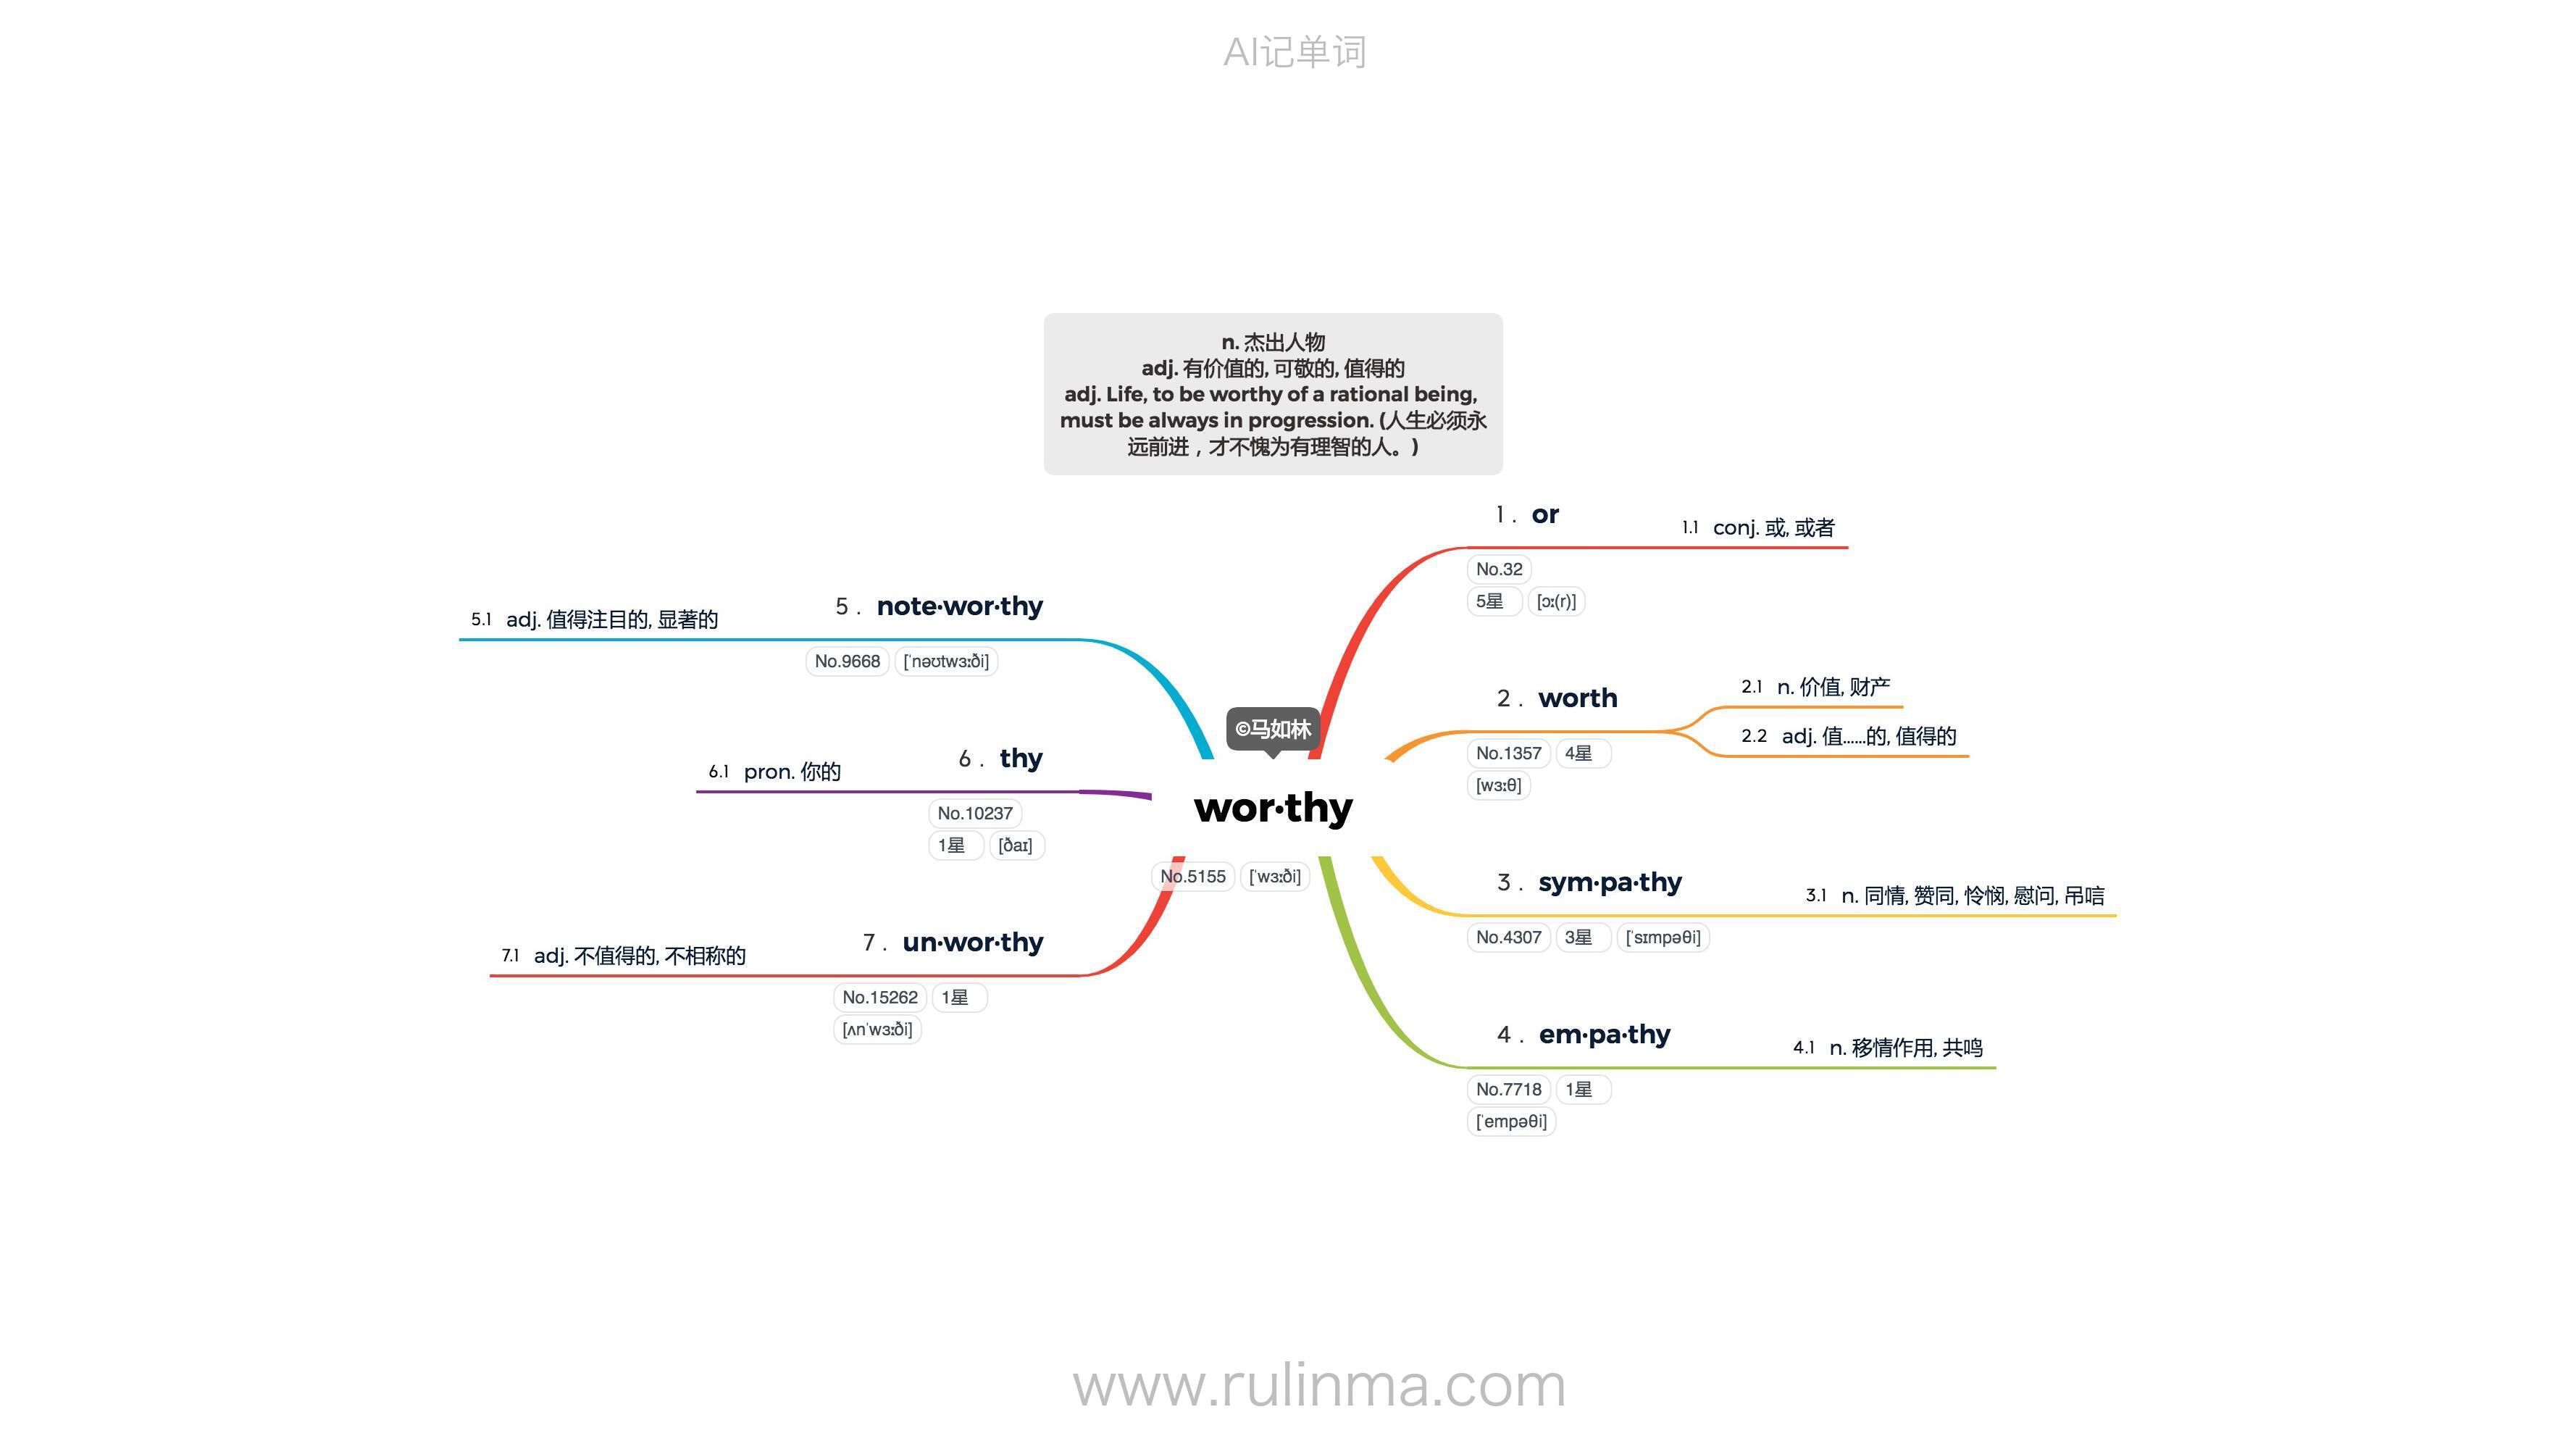 AI记单词
n. 杰出人物
adj. 有价值的, 可敬的, 值得的
adj. Life, to be worthy of a rational being,
must be always in progression. (人生必须永
远前进，才不愧为有理智的人。)
©马如林
wor·thy
No.5155 [ˈwɜːði]
1 . or
1.1 conj. 或, 或者
No.32
5星 [ɔː(r)]
2 . worth
2.1 n. 价值, 财产
2.2 adj. 值......的, 值得的
No.1357 4星
[wɜːθ]
3 . sym·pa·thy
3.1 n. 同情, 赞同, 怜悯, 慰问, 吊唁
No.4307 3星 [ˈsɪmpəθi]
4 . em·pa·thy
4.1 n. 移情作用, 共鸣
No.7718 1星
[ˈempəθi]
5 . note·wor·thy
5.1 adj. 值得注目的, 显著的
No.9668 [ˈnəʊtwɜːði]
6 . thy
6.1 pron. 你的
No.10237
1星 [ðaɪ]
7 . un·wor·thy
7.1 adj. 不值得的, 不相称的
No.15262 1星
[ʌnˈwɜːði]
www.rulinma.com